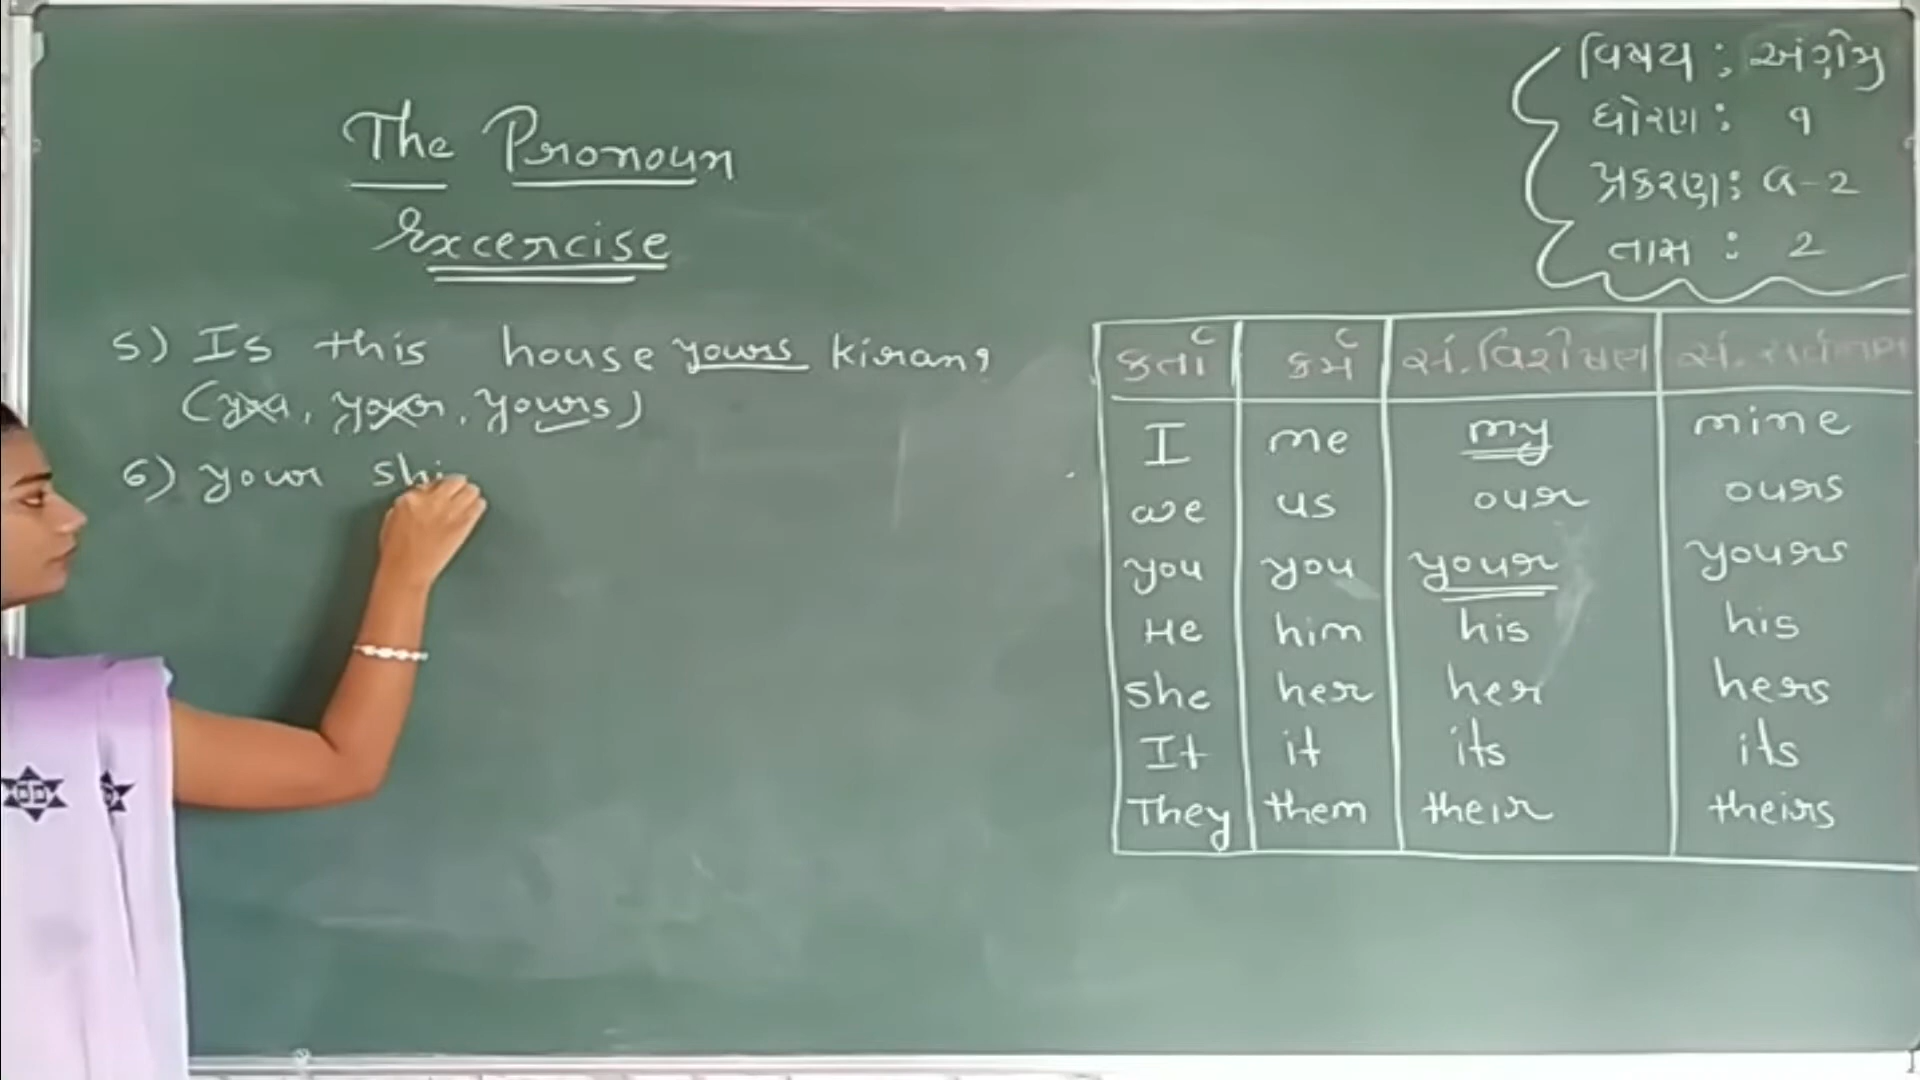 The Pronoun
Excercise
5) Is this house yours kiran?
(you, your, yours)
6) your shi
વિષય : અંગ્રેજી
ધોરણ : ૧
પ્રકરણ : વ-2
તાસ : 2
કર્તા કર્મ સં.વિશેષણ સં.સર્વનામ
I me my mine
we us our ours
you you your yours
He him his his
she her her hers
It it its its
They them their theirs